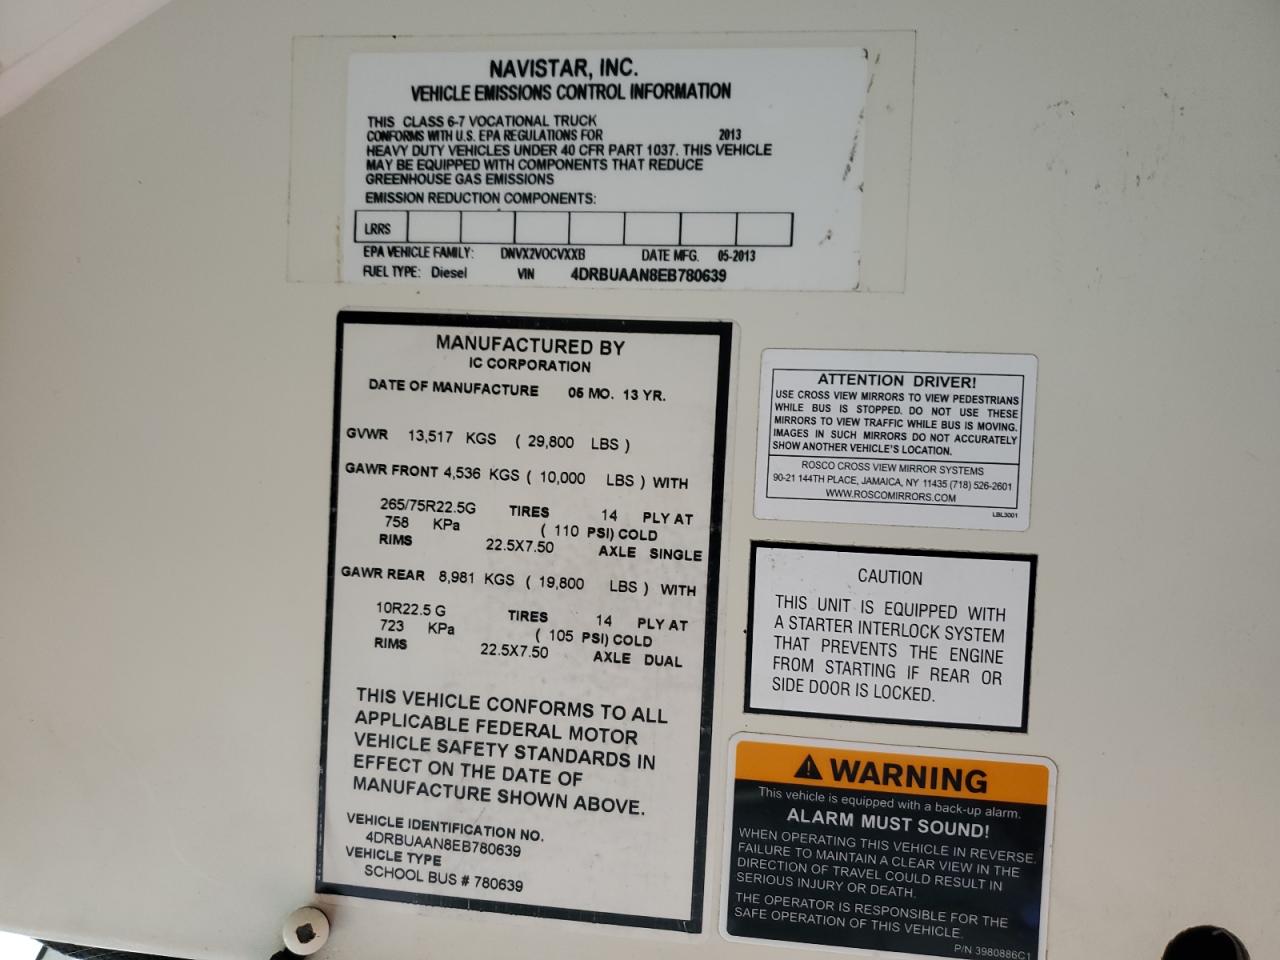 NAVISTAR, INC.
VEHICLE EMISSIONS CONTROL INFORMATION
THIS CLASS 6-7 VOCATIONAL TRUCK
CONFORMS WITH U.S. EPA REGULATIONS FOR 2013
HEAVY DUTY VEHICLES UNDER 40 CFR PART 1037. THIS VEHICLE
MAY BE EQUIPPED WITH COMPONENTS THAT REDUCE
GREENHOUSE GAS EMISSIONS
EMISSION REDUCTION COMPONENTS:
LRRS
EPA VEHICLE FAMILY: DNVX2VOCVXXB DATE MFG. 05-2013
FUEL TYPE: Diesel VIN 4DRBUAAN8EB780639
MANUFACTURED BY
IC CORPORATION
DATE OF MANUFACTURE 05 MO. 13 YR.
GVWR 13,517 KGS ( 29,800 LBS )
GAWR FRONT 4,536 KGS ( 10,000 LBS ) WITH
265/75R22.5G TIRES 14 PLY AT
758 KPa ( 110 PSI) COLD
RIMS 22.5X7.50 AXLE SINGLE
GAWR REAR 8,981 KGS ( 19,800 LBS ) WITH
10R22.5 G TIRES 14 PLY AT
723 KPa ( 105 PSI) COLD
RIMS 22.5X7.50 AXLE DUAL
THIS VEHICLE CONFORMS TO ALL
APPLICABLE FEDERAL MOTOR
VEHICLE SAFETY STANDARDS IN
EFFECT ON THE DATE OF
MANUFACTURE SHOWN ABOVE.
VEHICLE IDENTIFICATION NO.
4DRBUAAN8EB780639
VEHICLE TYPE
SCHOOL BUS # 780639
ATTENTION DRIVER!
USE CROSS VIEW MIRRORS TO VIEW PEDESTRIANS
WHILE BUS IS STOPPED. DO NOT USE THESE
MIRRORS TO VIEW TRAFFIC WHILE BUS IS MOVING.
IMAGES IN SUCH MIRRORS DO NOT ACCURATELY
SHOW ANOTHER VEHICLE'S LOCATION.
ROSCO CROSS VIEW MIRROR SYSTEMS
90-21 144TH PLACE, JAMAICA, NY 11435 (718) 526-2601
WWW.ROSCOMIRRORS.COM
LBL3001
CAUTION
THIS UNIT IS EQUIPPED WITH
A STARTER INTERLOCK SYSTEM
THAT PREVENTS THE ENGINE
FROM STARTING IF REAR OR
SIDE DOOR IS LOCKED.
WARNING
This vehicle is equipped with a back-up alarm.
ALARM MUST SOUND!
WHEN OPERATING THIS VEHICLE IN REVERSE.
FAILURE TO MAINTAIN A CLEAR VIEW IN THE
DIRECTION OF TRAVEL COULD RESULT IN
SERIOUS INJURY OR DEATH.
THE OPERATOR IS RESPONSIBLE FOR THE
SAFE OPERATION OF THIS VEHICLE.
P/N 3980886C1